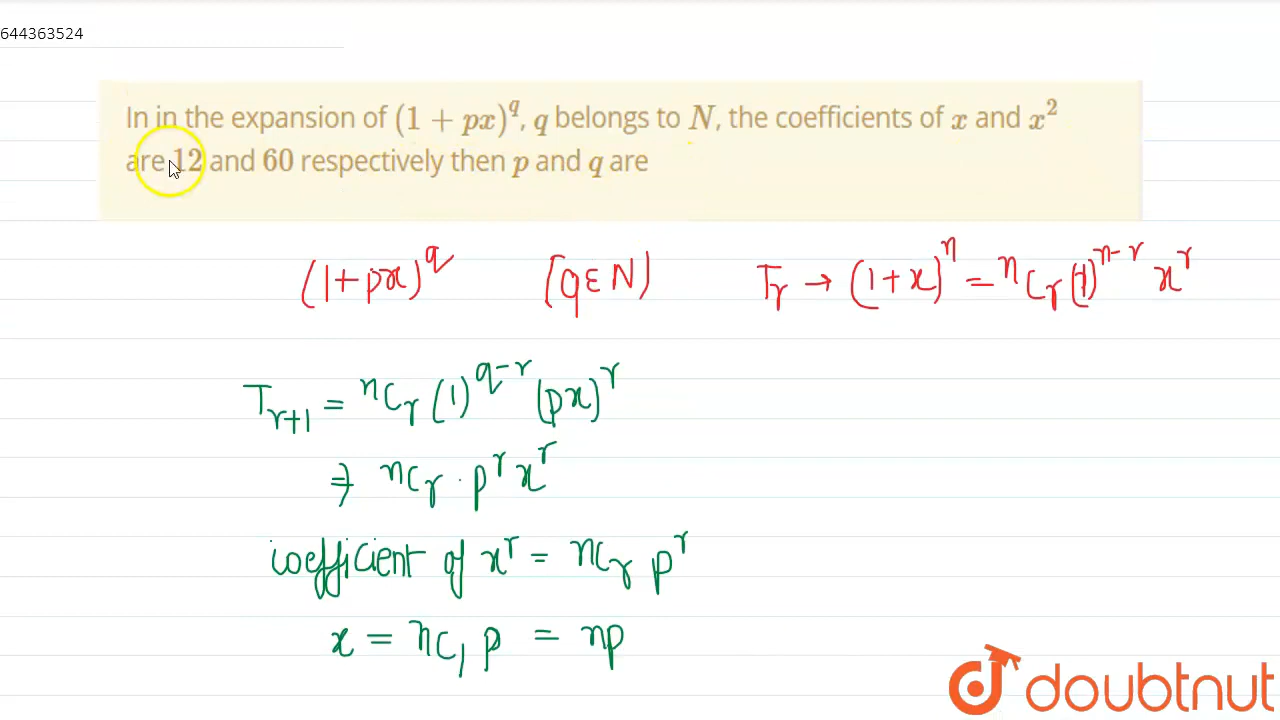 644363524
In in the expansion of (1 + px)^q, q belongs to N, the coefficients of x and x^2
are 12 and 60 respectively then p and q are
(1+px)^q [q∈N] T_r → (1+x)^n = ^nC_r (1)^{n-r} x^r
T_{r+1} = ^nC_r (1)^{q-r} (px)^r
⇒ ^nC_r · p^r x^r
coefficient of x^r = ^nC_r p^r
x = ^nC_1 p = np
doubtnut